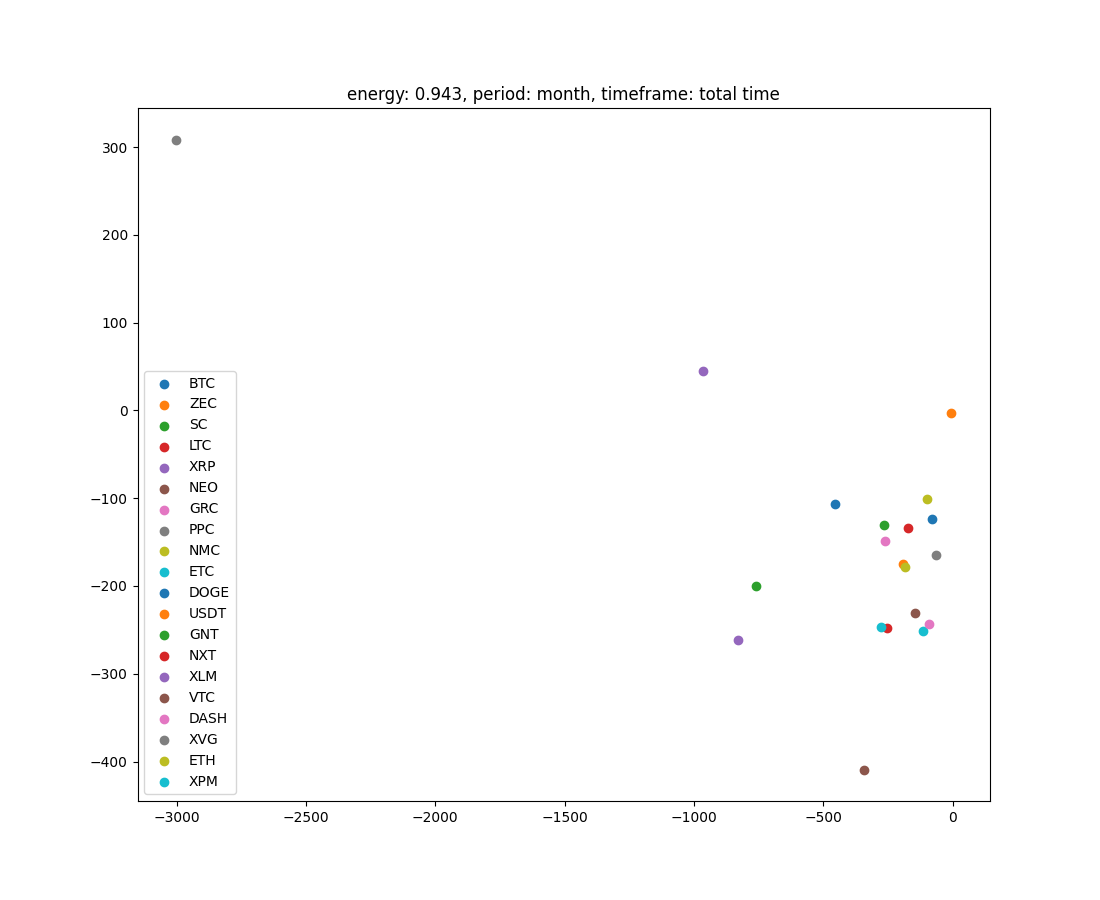 energy: 0.943, period: month, timeframe: total time
300
200
100
0
−100
−200
−300
−400
BTC
ZEC
SC
LTC
XRP
NEO
GRC
PPC
NMC
ETC
DOGE
USDT
GNT
NXT
XLM
VTC
DASH
XVG
ETH
XPM
−3000 −2500 −2000 −1500 −1000 −500 0